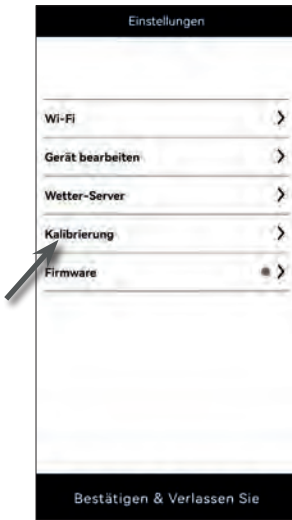 Einstellungen
Wi-Fi
Gerät bearbeiten
Wetter-Server
Kalibrierung
Firmware
Bestätigen & Verlassen Sie